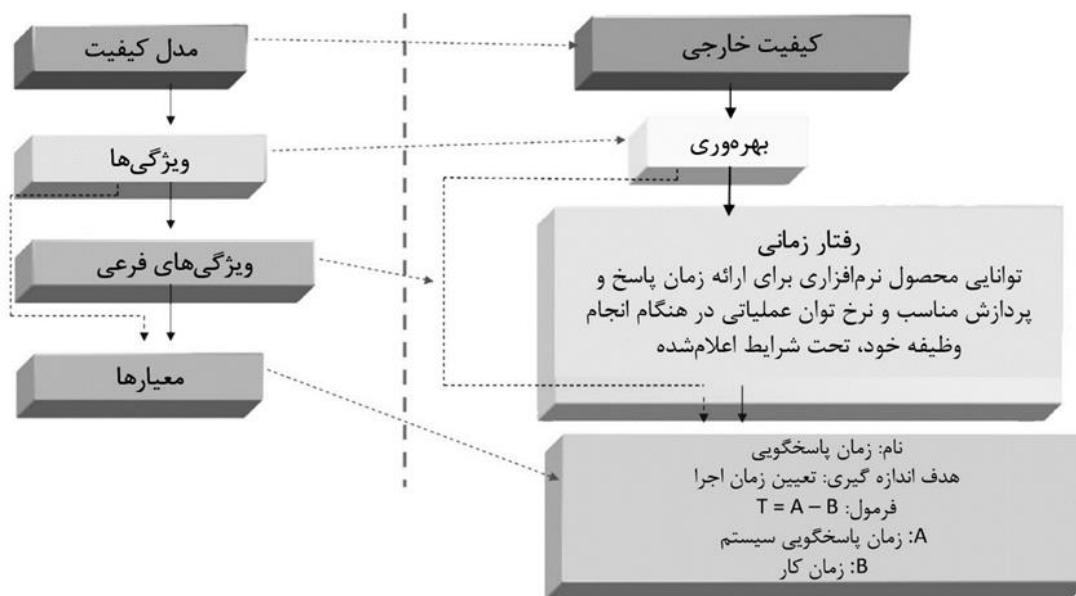 مدل کیفیت
ویژگی‌ها
ویژگی‌های فرعی
معیارها
کیفیت خارجی
بهره‌وری
رفتار زمانی
توانایی محصول نرم‌افزاری برای ارائه زمان پاسخ و
پردازش مناسب و نرخ توان عملیاتی در هنگام انجام
وظیفه خود، تحت شرایط اعلام‌شده
نام: زمان پاسخگویی
هدف اندازه گیری: تعیین زمان اجرا
فرمول: T = A – B
A: زمان پاسخگویی سیستم
B: زمان کار